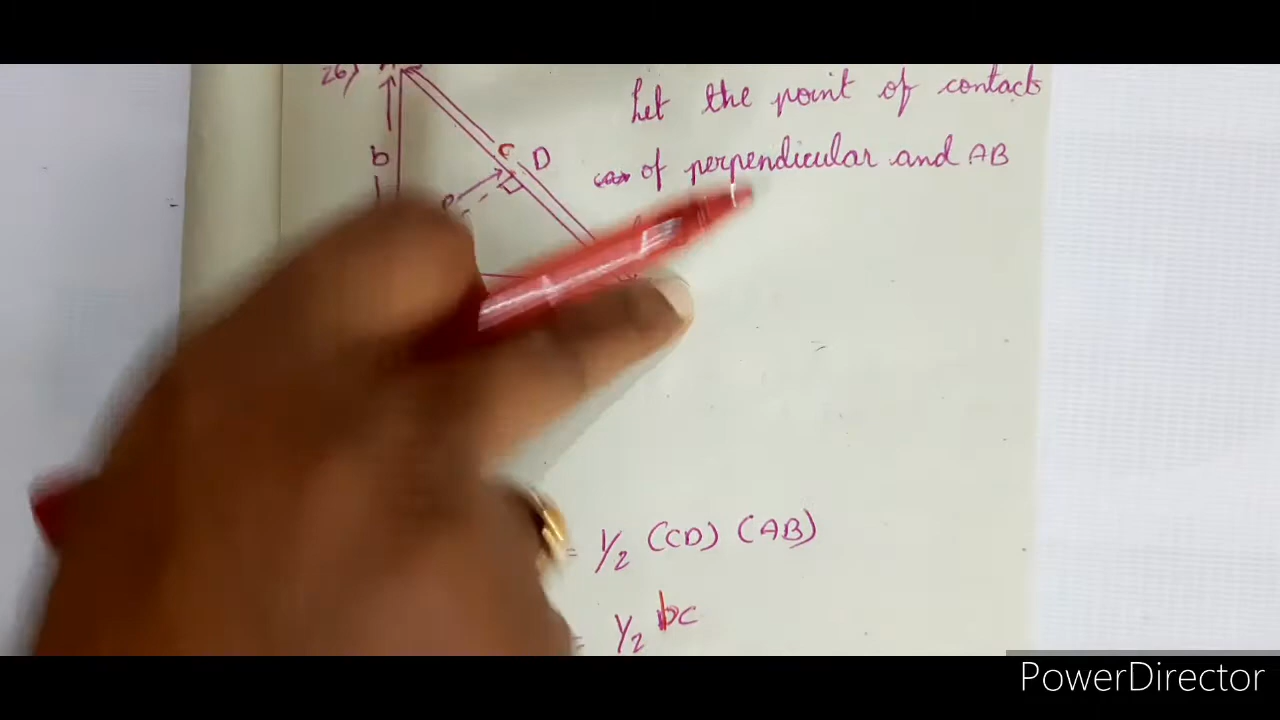 26)
Let the point of contacts
b
C D
of perpendicular and AB
P
= 1/2 (CD) (AB)
= 1/2 bc
PowerDirector